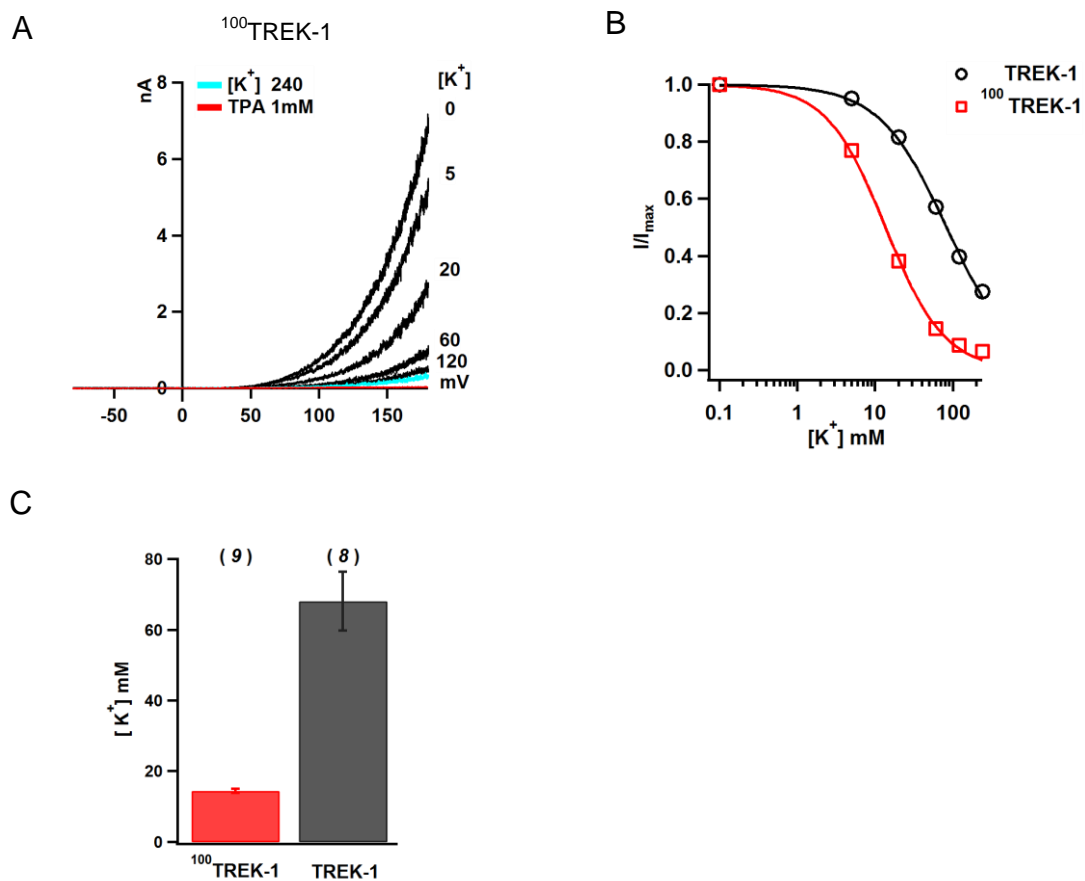 A
¹⁰⁰TREK-1
nA
[K⁺] 240
TPA 1mM
[K⁺]
0
5
20
60
120
mV
8
6
4
2
0
-50 0 50 100 150
B
TREK-1
¹⁰⁰ TREK-1
I/Iₘₐₓ
1.0
0.8
0.6
0.4
0.2
0.0
0.1 1 10 100
[K⁺] mM
C
( 9 ) ( 8 )
[ K⁺] mM
80
60
40
20
0
¹⁰⁰TREK-1 TREK-1